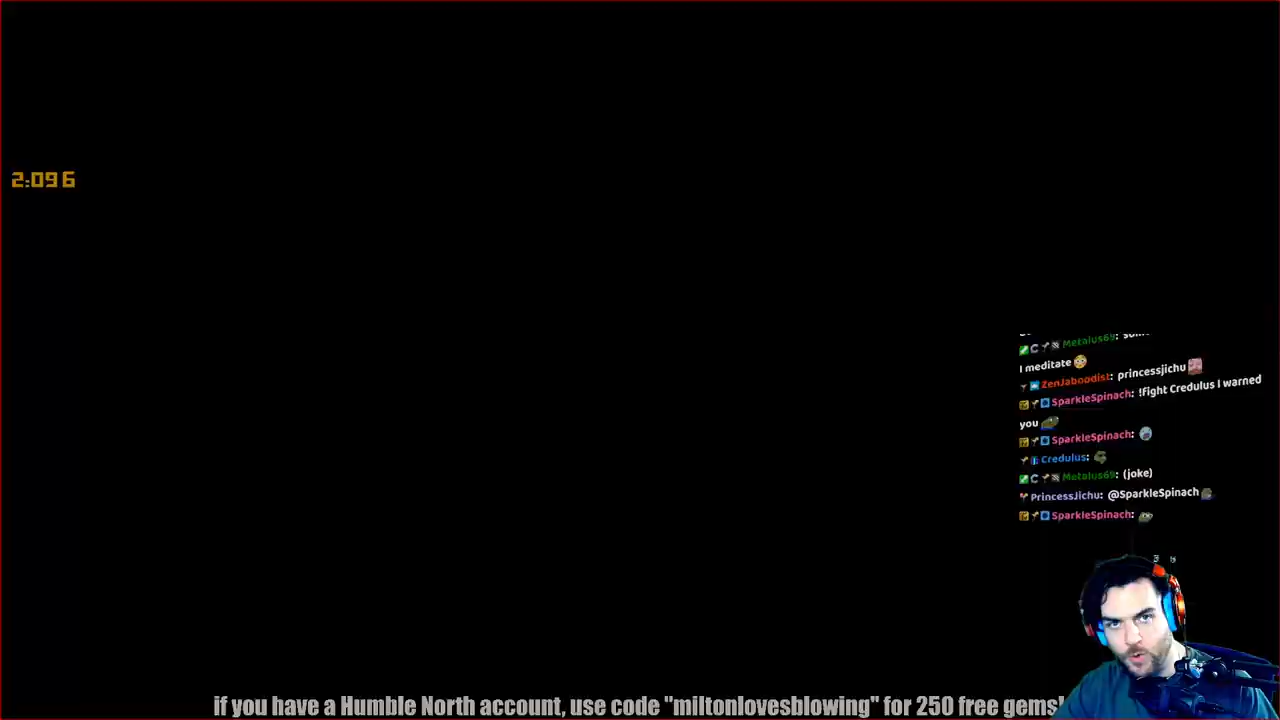 2:09 6
Metalus69:
I meditate
ZenJaboodist: princessjichu
SparkleSpinach: !fight Credulus I warned
you
SparkleSpinach:
Credulus:
Metalus69: (joke)
PrincessJichu: @SparkleSpinach
SparkleSpinach:
if you have a Humble North account, use code "miltonlovesblowing" for 250 free gems!